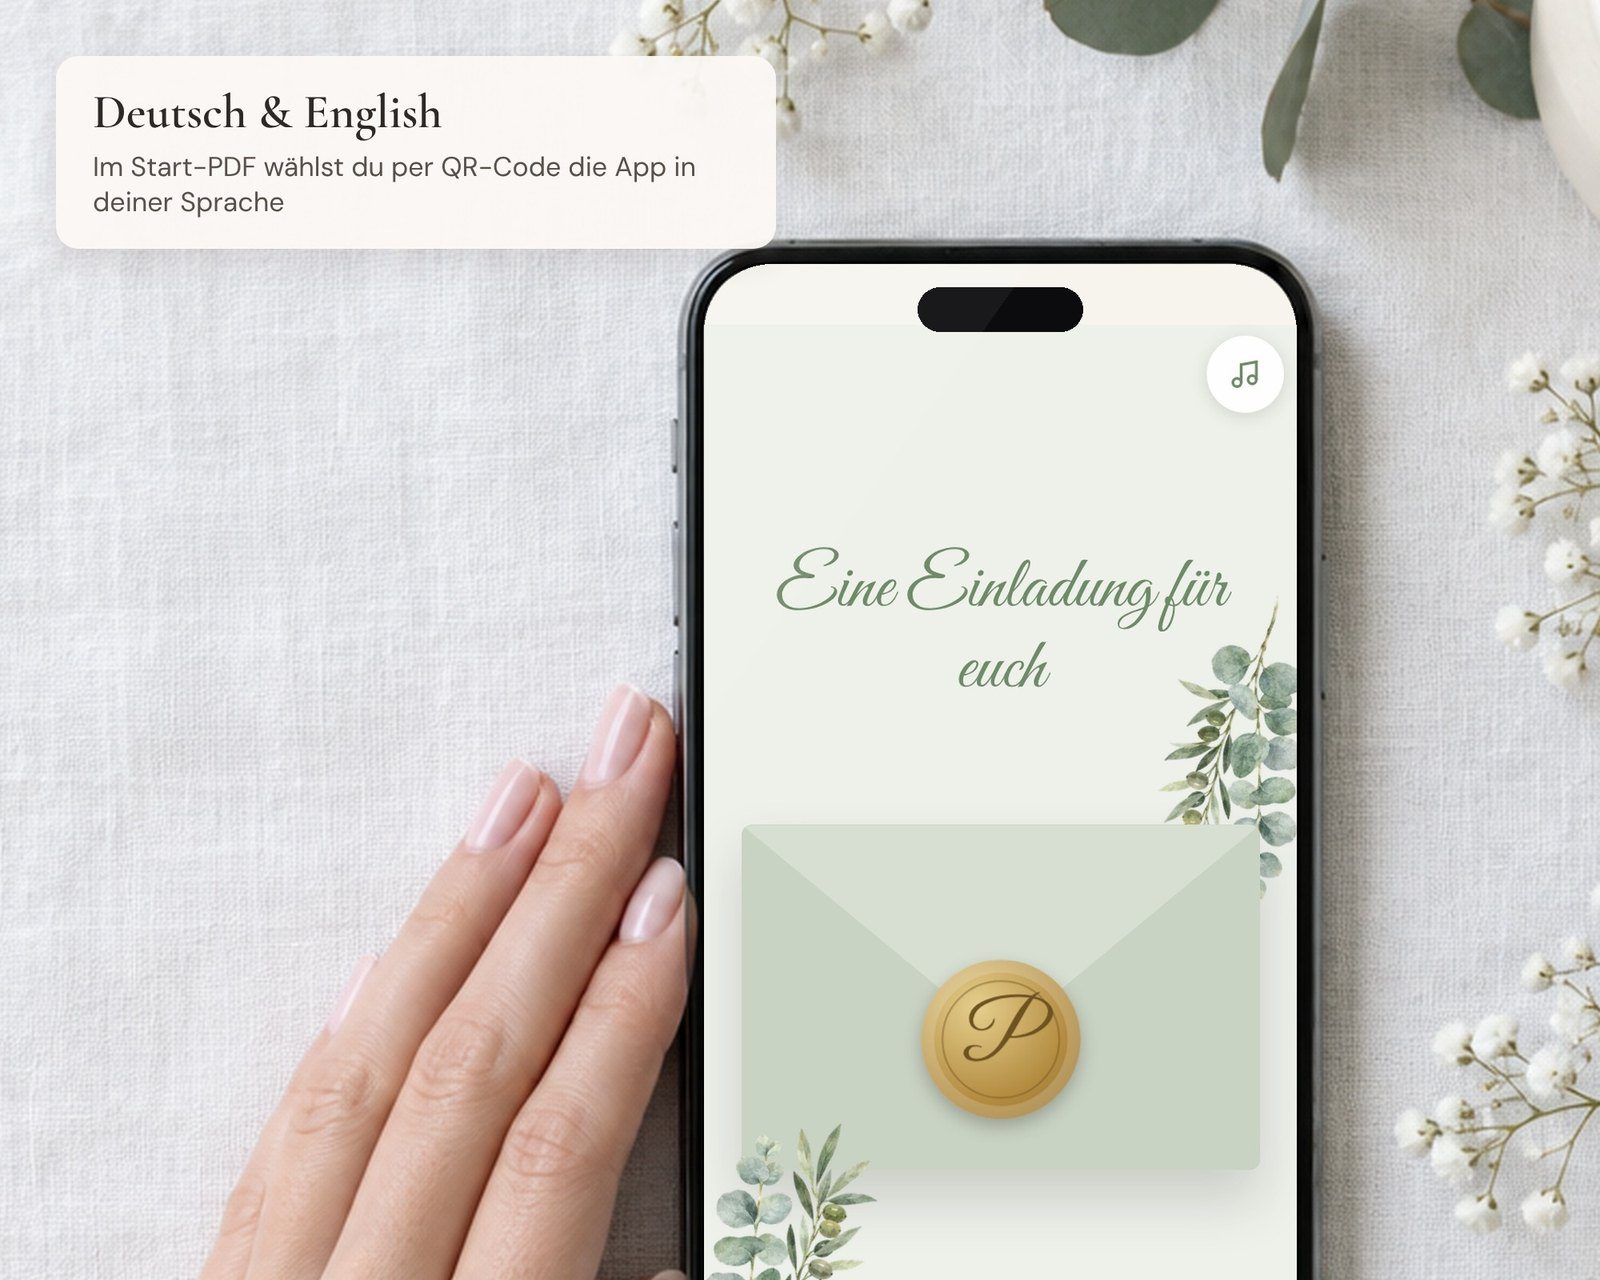 Deutsch & English
Im Start-PDF wählst du per QR-Code die App in
deiner Sprache
Eine Einladung für
euch
P